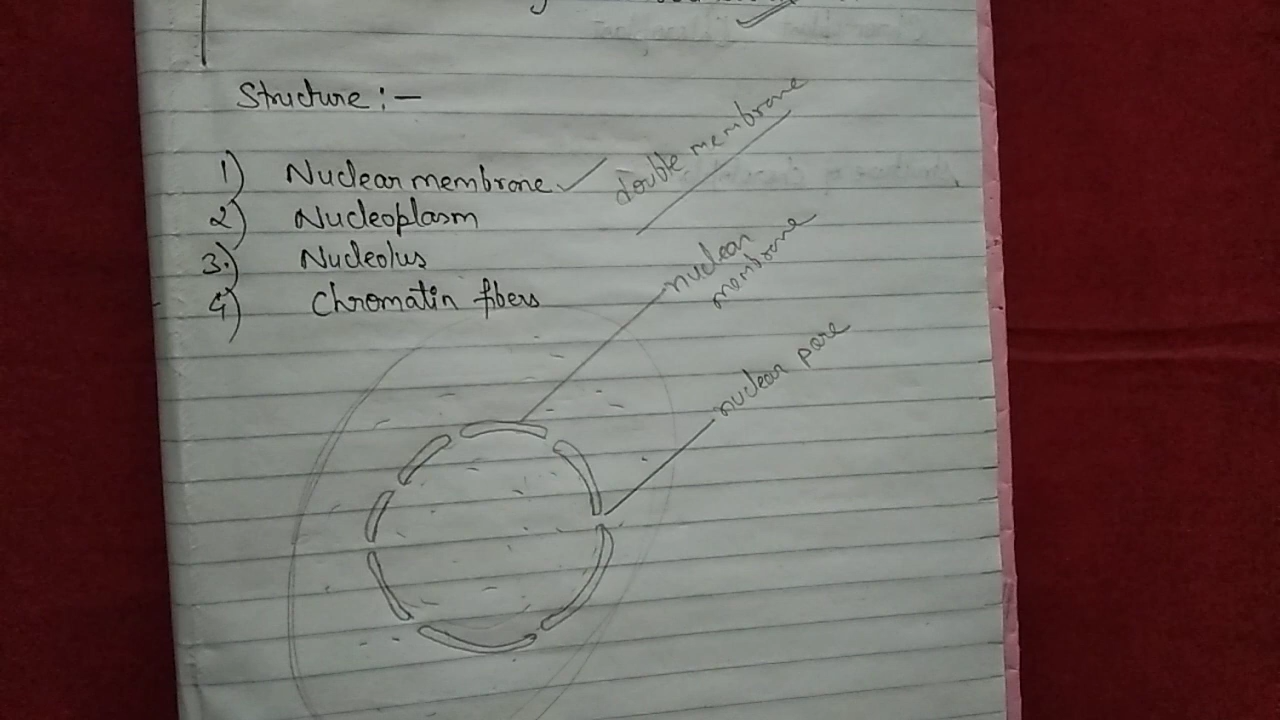 Structure :-
1) Nuclear membrane
2) Nucleoplasm
3.) Nucleolus
4) Chromatin fibers
double membrane
nuclear
membrane
nuclear pore